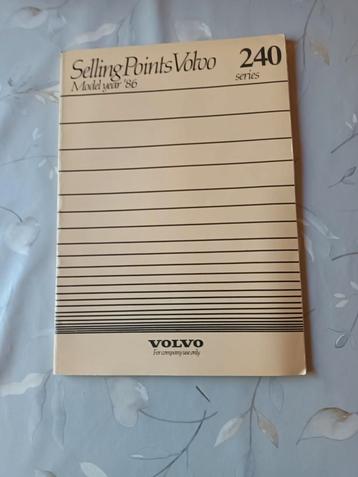 Selling Points Volvo 240
Model year '86 series
VOLVO
For company use only.